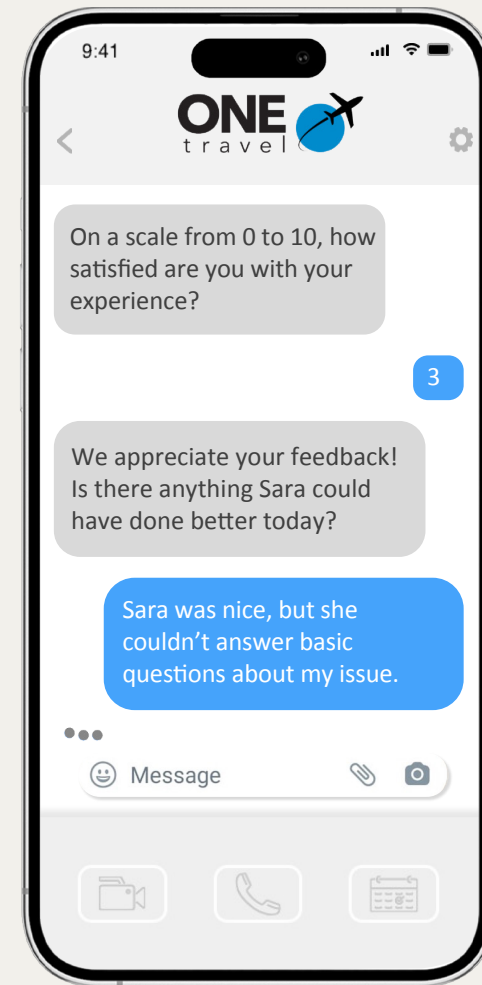 9:41
ONE
travel
On a scale from 0 to 10, how
satisfied are you with your
experience?
3
We appreciate your feedback!
Is there anything Sara could
have done better today?
Sara was nice, but she
couldn’t answer basic
questions about my issue.
Message